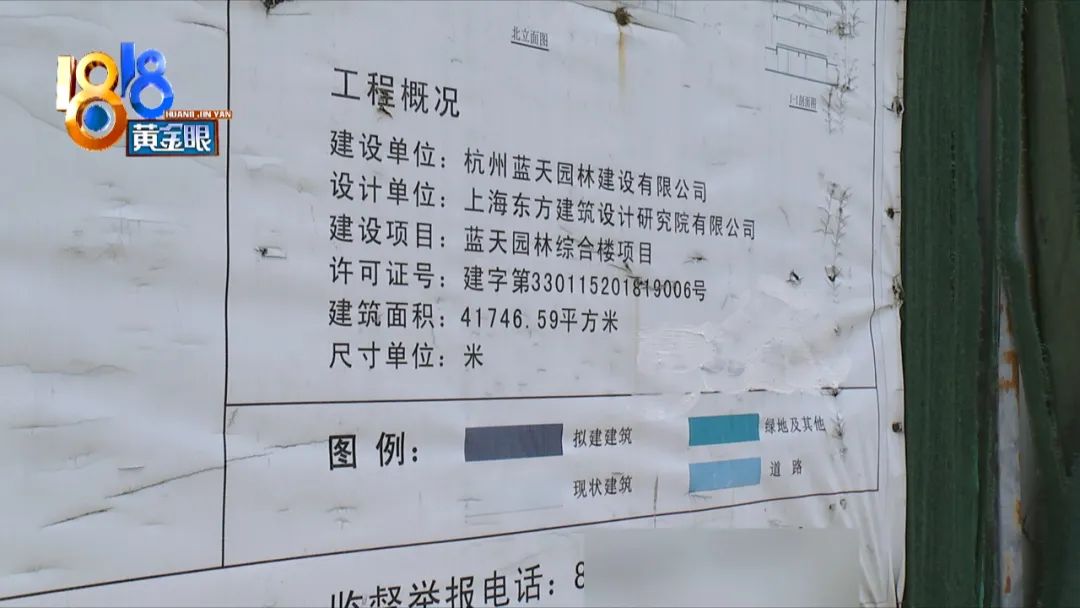 北立面图
1-1剖面图
1818
HUANG JIN YAN
黄金眼
工程概况
建设单位：杭州蓝天园林建设有限公司
设计单位：上海东方建筑设计研究院有限公司
建设项目：蓝天园林综合楼项目
许可证号：建字第330115201819006号
建筑面积：41746.59平方米
尺寸单位：米
图 例：
拟建建筑
绿地及其他
现状建筑
道 路
监督举报电话：8